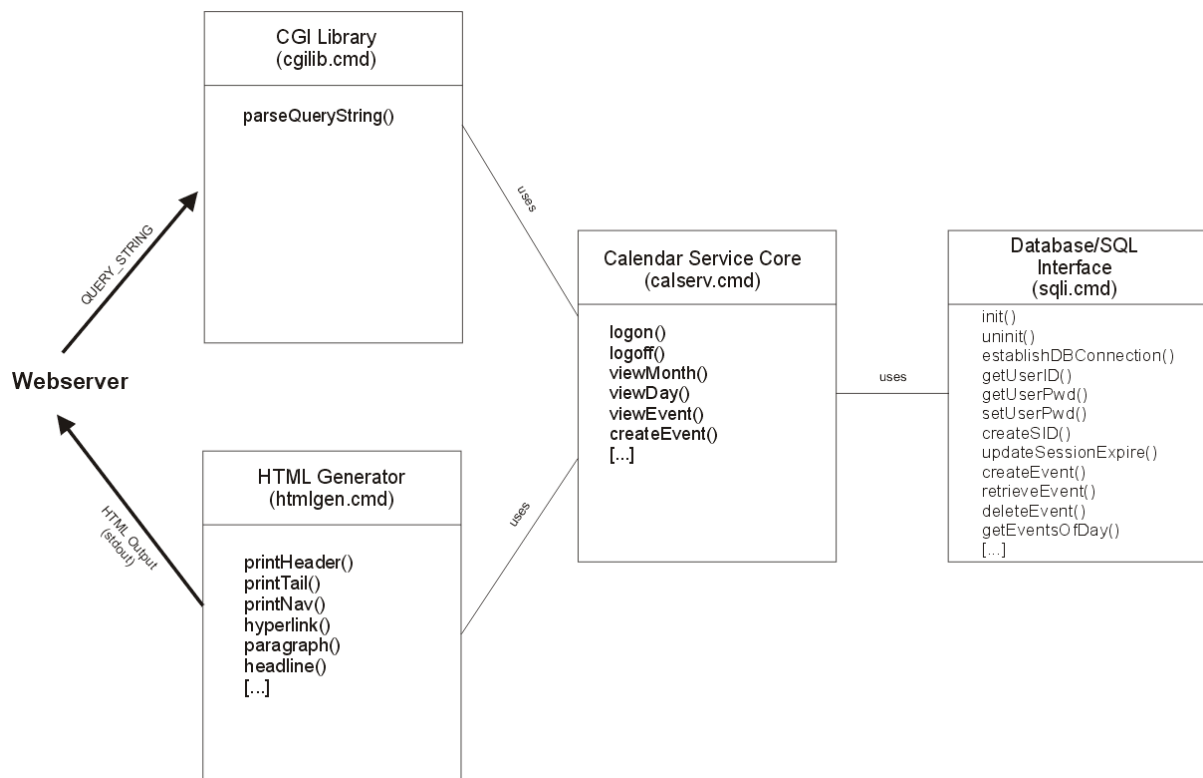 CGI Library
(cgilib.cmd)
parseQueryString()
QUERY_STRING
Webserver
HTML Output
(stdout)
HTML Generator
(htmlgen.cmd)
printHeader()
printTail()
printNav()
hyperlink()
paragraph()
headline()
[...]
uses
uses
Calendar Service Core
(calserv.cmd)
logon()
logoff()
viewMonth()
viewDay()
viewEvent()
createEvent()
[...]
uses
Database/SQL
Interface
(sqli.cmd)
init()
uninit()
establishDBConnection()
getUserID()
getUserPwd()
setUserPwd()
createSID()
updateSessionExpire()
createEvent()
retrieveEvent()
deleteEvent()
getEventsOfDay()
[...]